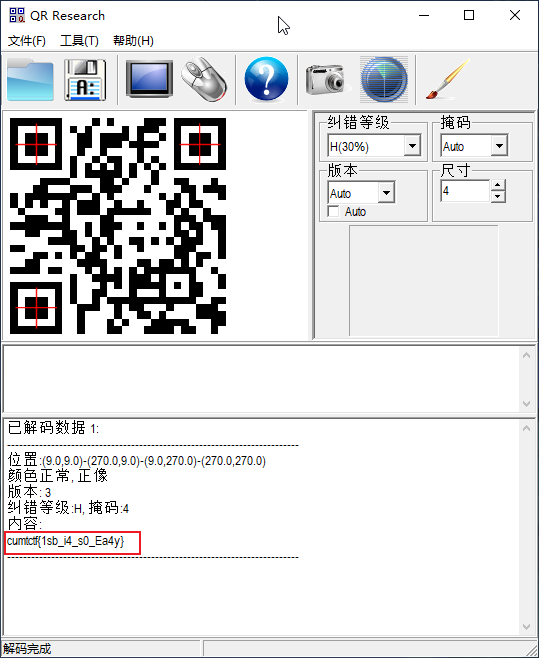 QR Research
文件(F) 工具(T) 帮助(H)
A:
?
纠错等级 掩码
H(30%) Auto
版本 尺寸
Auto 4
Auto
已解码数据 1:
-----------------------------------------------------------------------
位置:(9.0,9.0)-(270.0,9.0)-(9.0,270.0)-(270.0,270.0)
颜色正常, 正像
版本: 3
纠错等级:H, 掩码:4
内容:
cumtctf{1sb_i4_s0_Ea4y}
-----------------------------------------------------------------------
解码完成